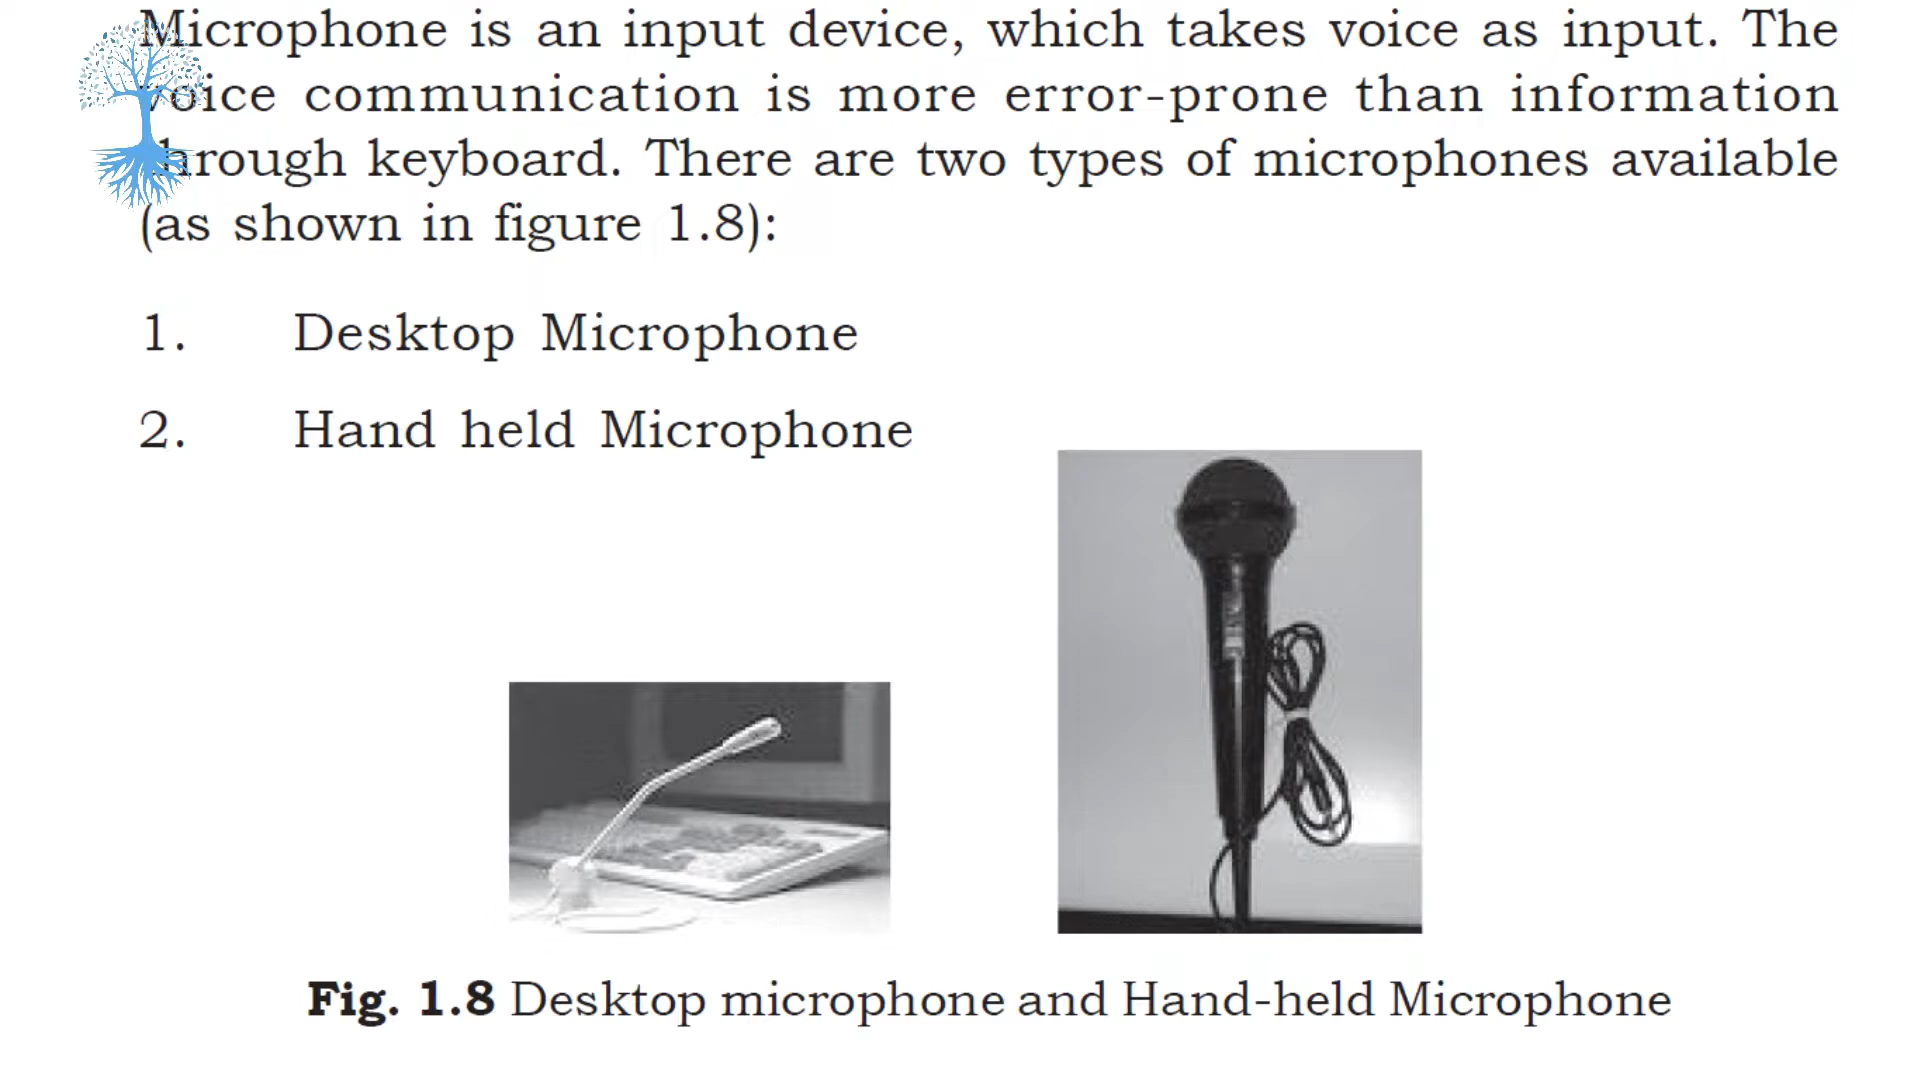 Microphone is an input device, which takes voice as input. The
voice communication is more error-prone than information
through keyboard. There are two types of microphones available
(as shown in figure 1.8):
1. Desktop Microphone
2. Hand held Microphone
Fig. 1.8 Desktop microphone and Hand-held Microphone